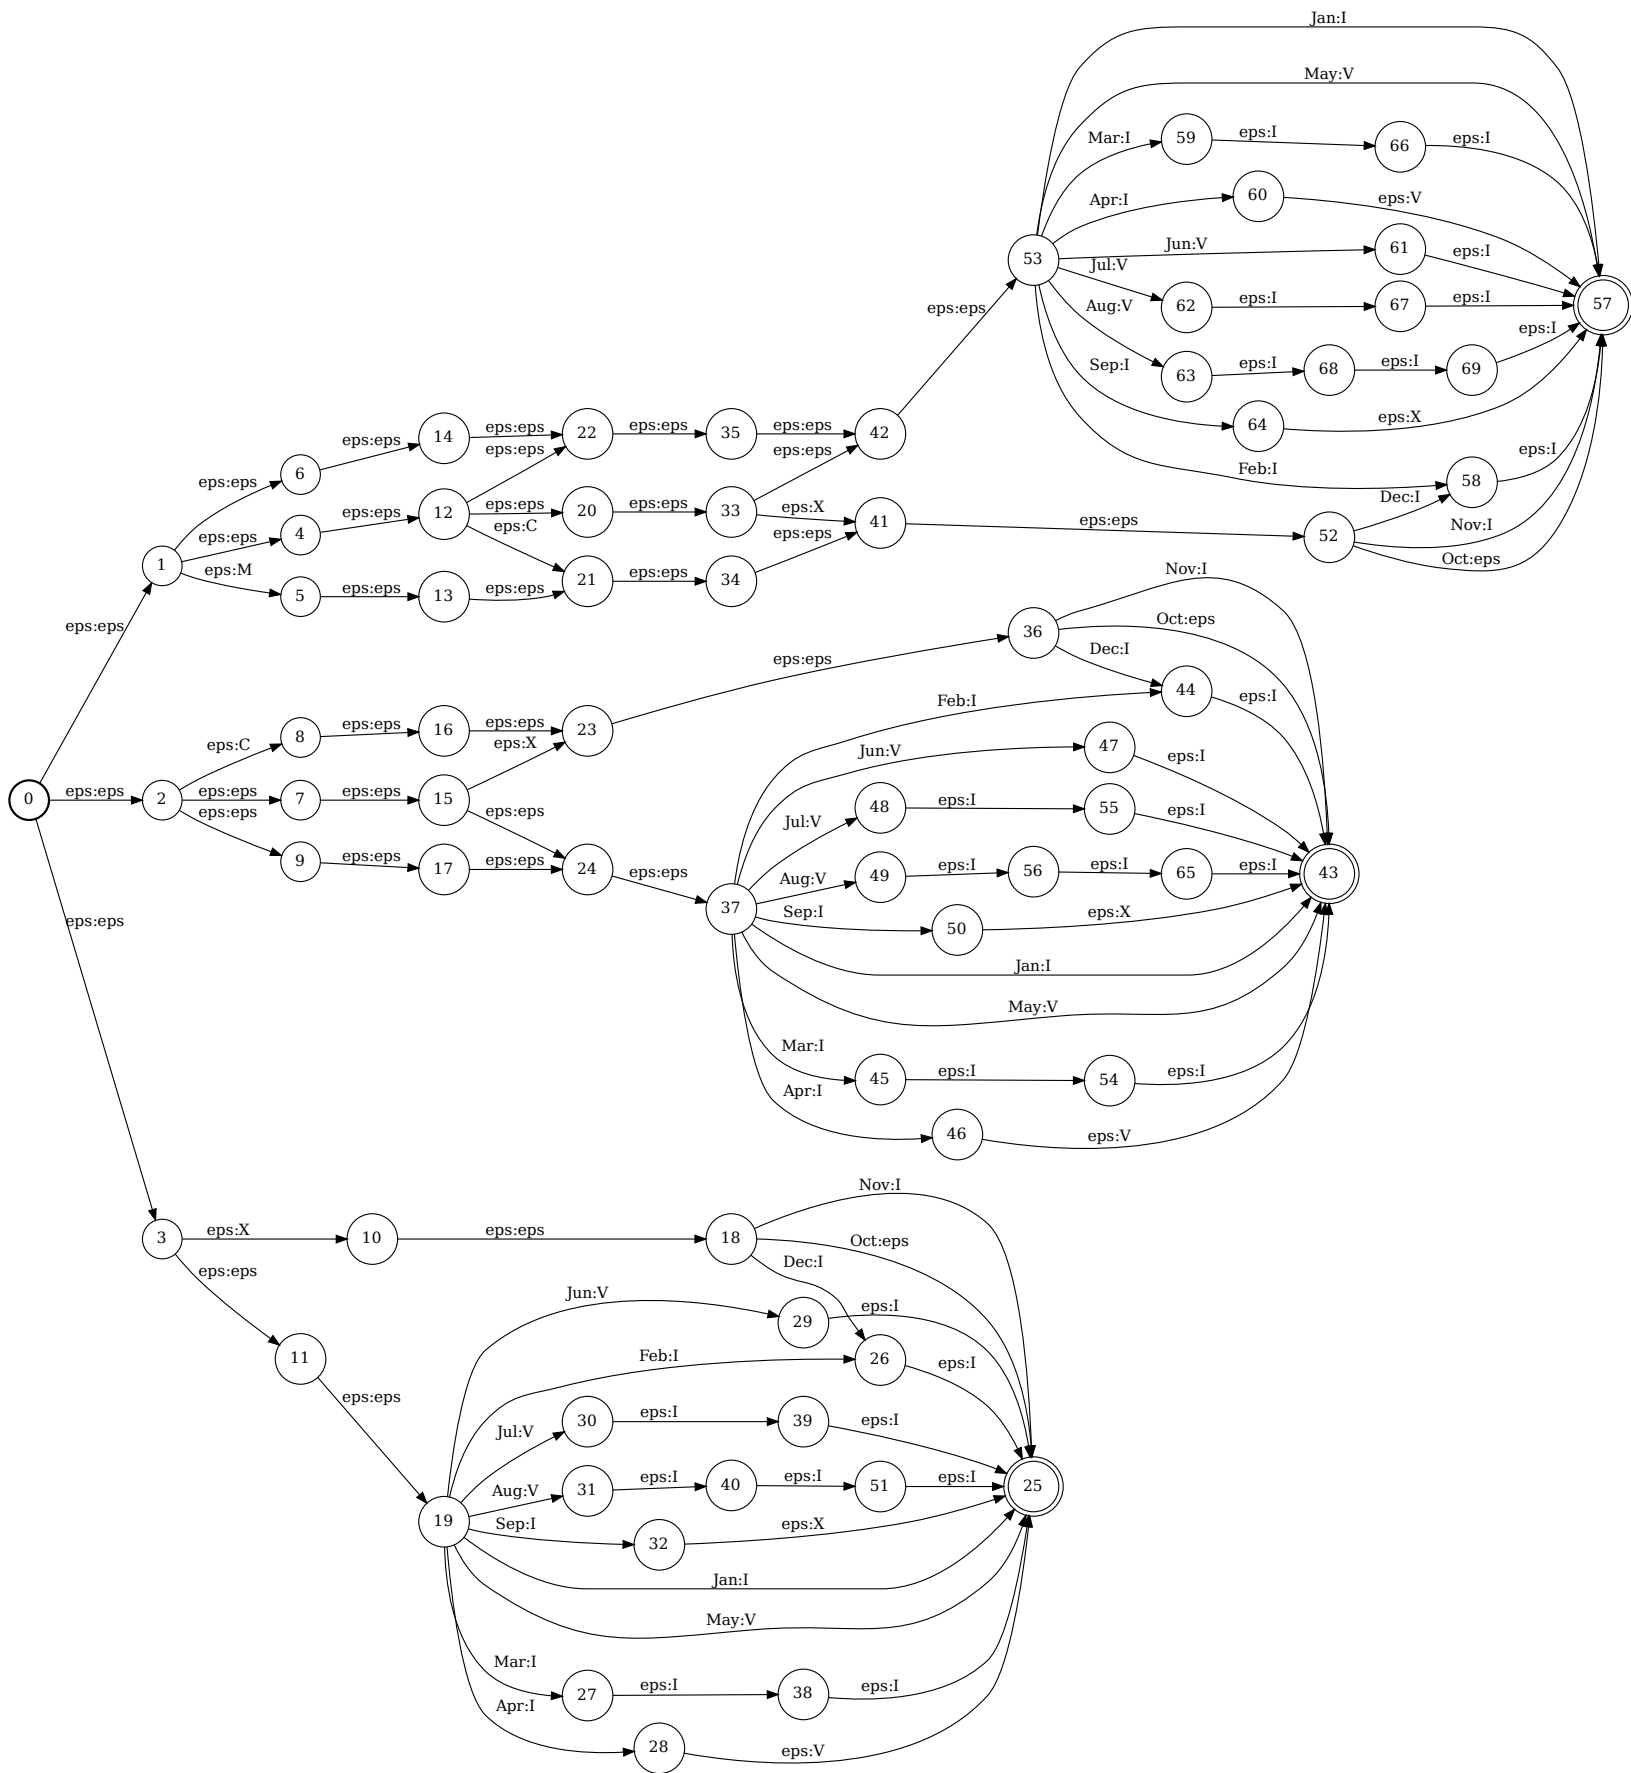 Jan:I
May:V
Mar:I
59
eps:I
66
eps:I
Apr:I
60
eps:V
53
Jun:V
61
eps:I
Jul:V
62
eps:I
67
eps:I
57
Aug:V
63
eps:I
68
eps:I
69
eps:I
Sep:I
64
eps:X
Feb:I
58
eps:I
eps:eps
6
eps:eps
14
eps:eps
22
eps:eps
35
eps:eps
42
eps:eps
eps:eps
eps:eps
1
eps:eps
4
eps:eps
12
eps:eps
20
eps:eps
33
eps:X
41
eps:eps
52
Dec:I
Nov:I
Oct:eps
eps:M
5
eps:eps
13
eps:eps
eps:C
21
eps:eps
34
eps:eps
eps:eps
eps:eps
36
Nov:I
Oct:eps
Dec:I
44
eps:I
0
eps:eps
2
eps:C
8
eps:eps
16
eps:eps
23
eps:X
eps:eps
7
eps:eps
15
eps:eps
eps:eps
9
eps:eps
17
eps:eps
24
eps:eps
37
Feb:I
Jun:V
47
eps:I
Jul:V
48
eps:I
55
eps:I
Aug:V
49
eps:I
56
eps:I
65
eps:I
43
Sep:I
50
eps:X
Jan:I
May:V
Mar:I
45
eps:I
54
eps:I
Apr:I
46
eps:V
eps:eps
3
eps:X
10
eps:eps
18
Nov:I
Oct:eps
Dec:I
eps:eps
11
eps:eps
19
Jun:V
29
eps:I
Feb:I
26
eps:I
Jul:V
30
eps:I
39
eps:I
Aug:V
31
eps:I
40
eps:I
51
eps:I
25
Sep:I
32
eps:X
Jan:I
May:V
Mar:I
27
eps:I
38
eps:I
Apr:I
28
eps:V